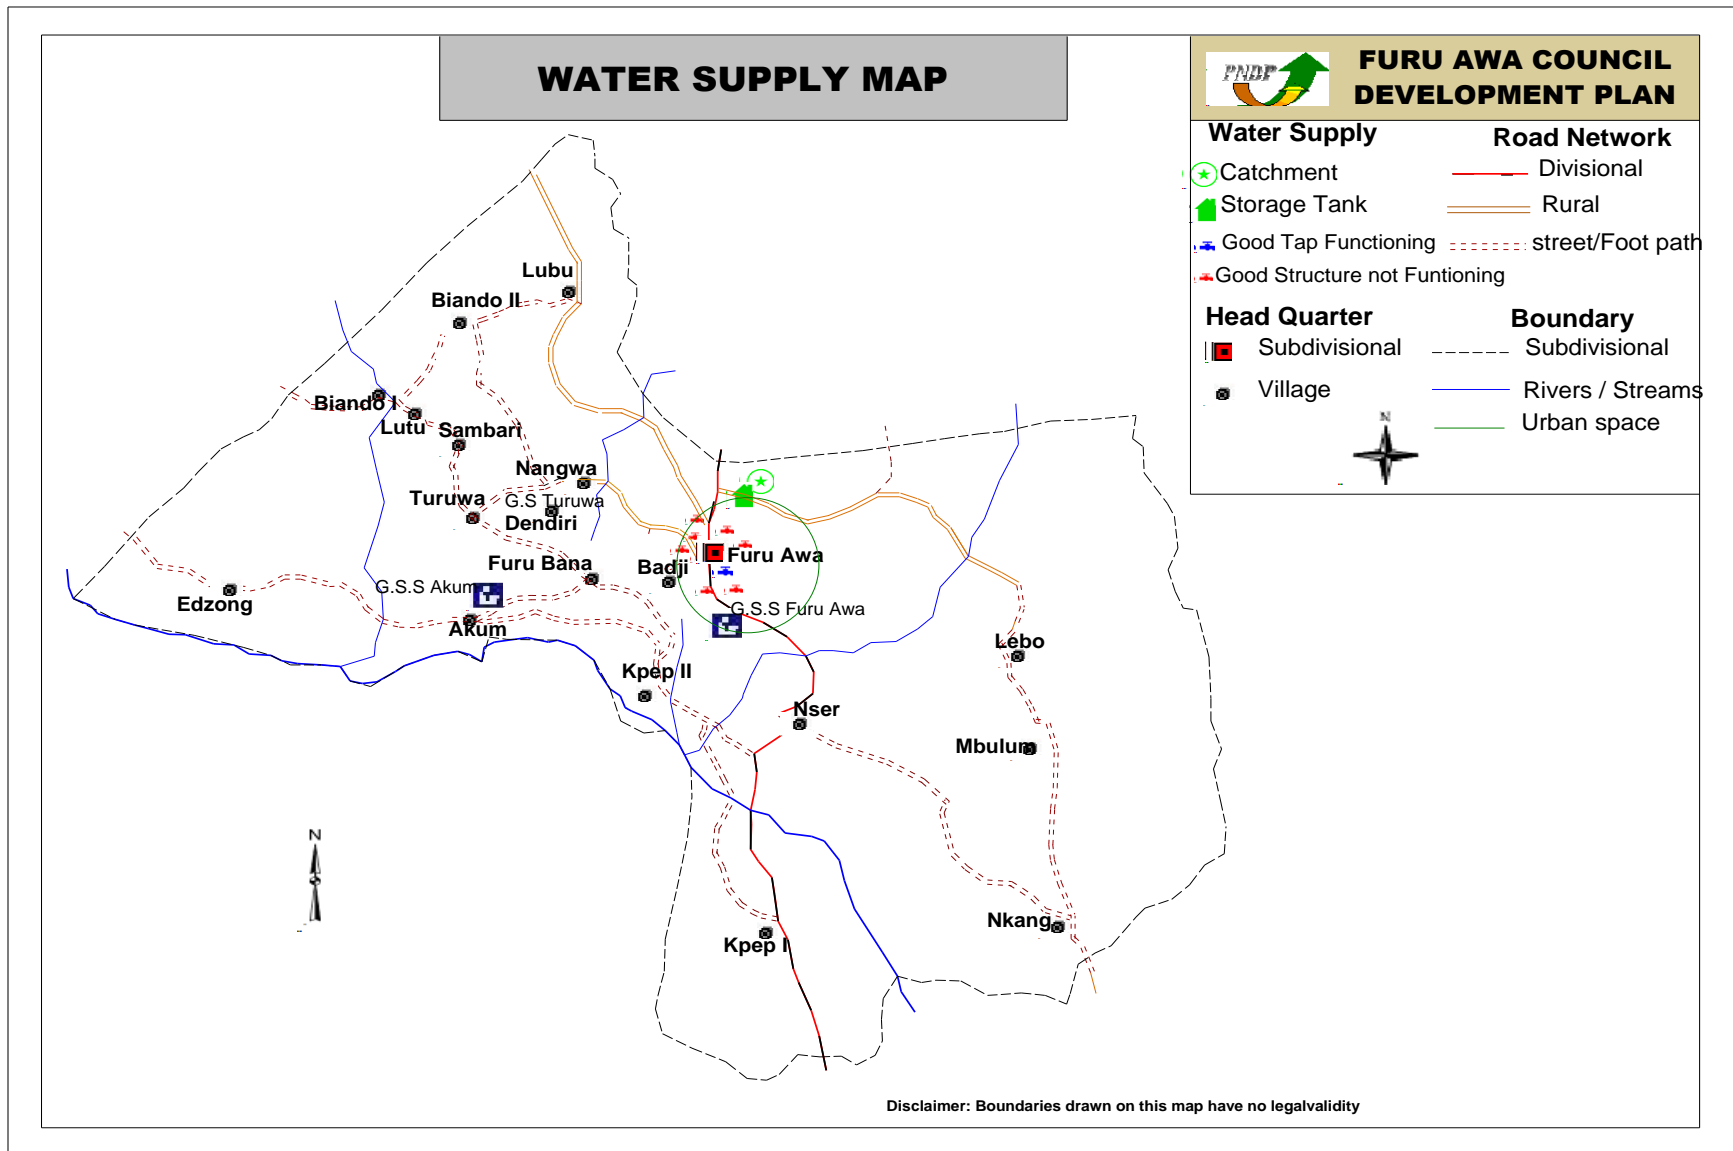 WATER SUPPLY MAP
PNDP
FURU AWA COUNCIL
DEVELOPMENT PLAN
Water Supply
Catchment
Storage Tank
Good Tap Functioning
Good Structure not Funtioning
Road Network
Divisional
Rural
street/Foot path
Head Quarter
Subdivisional
Village
Boundary
Subdivisional
Rivers / Streams
Urban space
N
Lubu
Biando II
Biando I
Lutu
Sambari
Nangwa
Turuwa
G.S Turuwa
Dendiri
Furu Bana
Badji
Furu Awa
G.S.S Akum
Edzong
Akum
G.S.S Furu Awa
Lebo
Kpep II
Nser
Mbulum
N
Nkang
Kpep I
Disclaimer: Boundaries drawn on this map have no legalvalidity